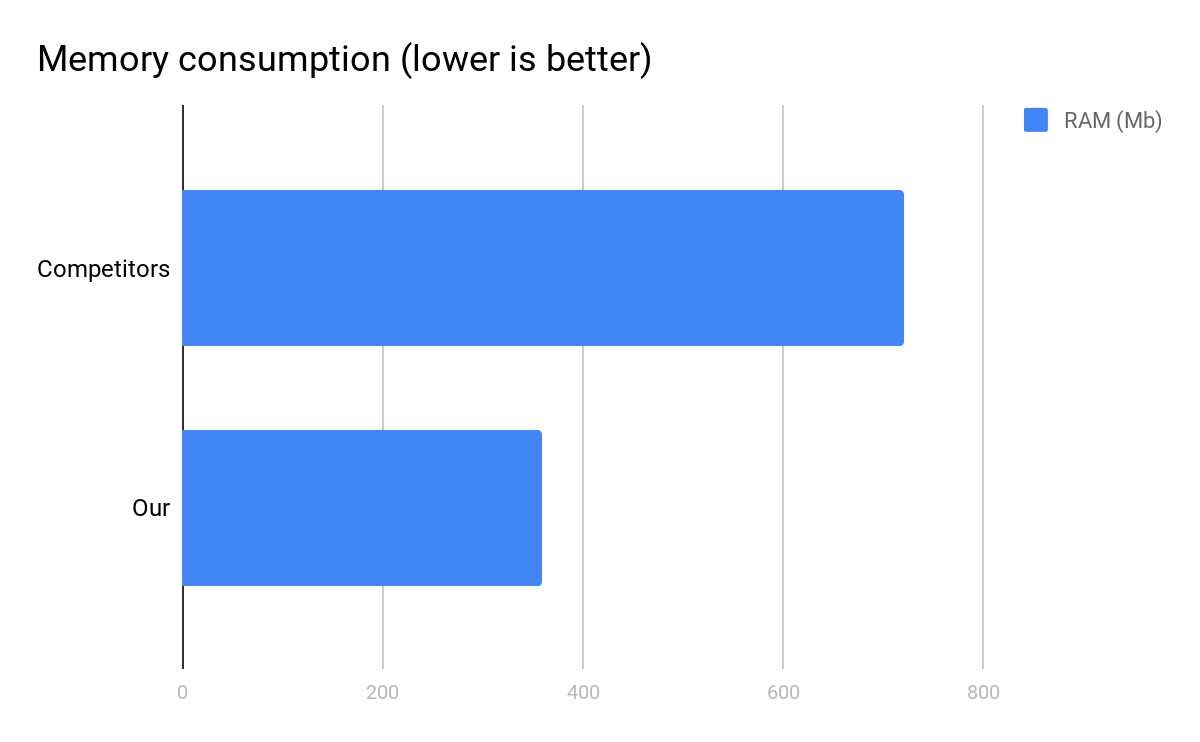 Memory consumption (lower is better)
RAM (Mb)
Competitors
Our
0 200 400 600 800